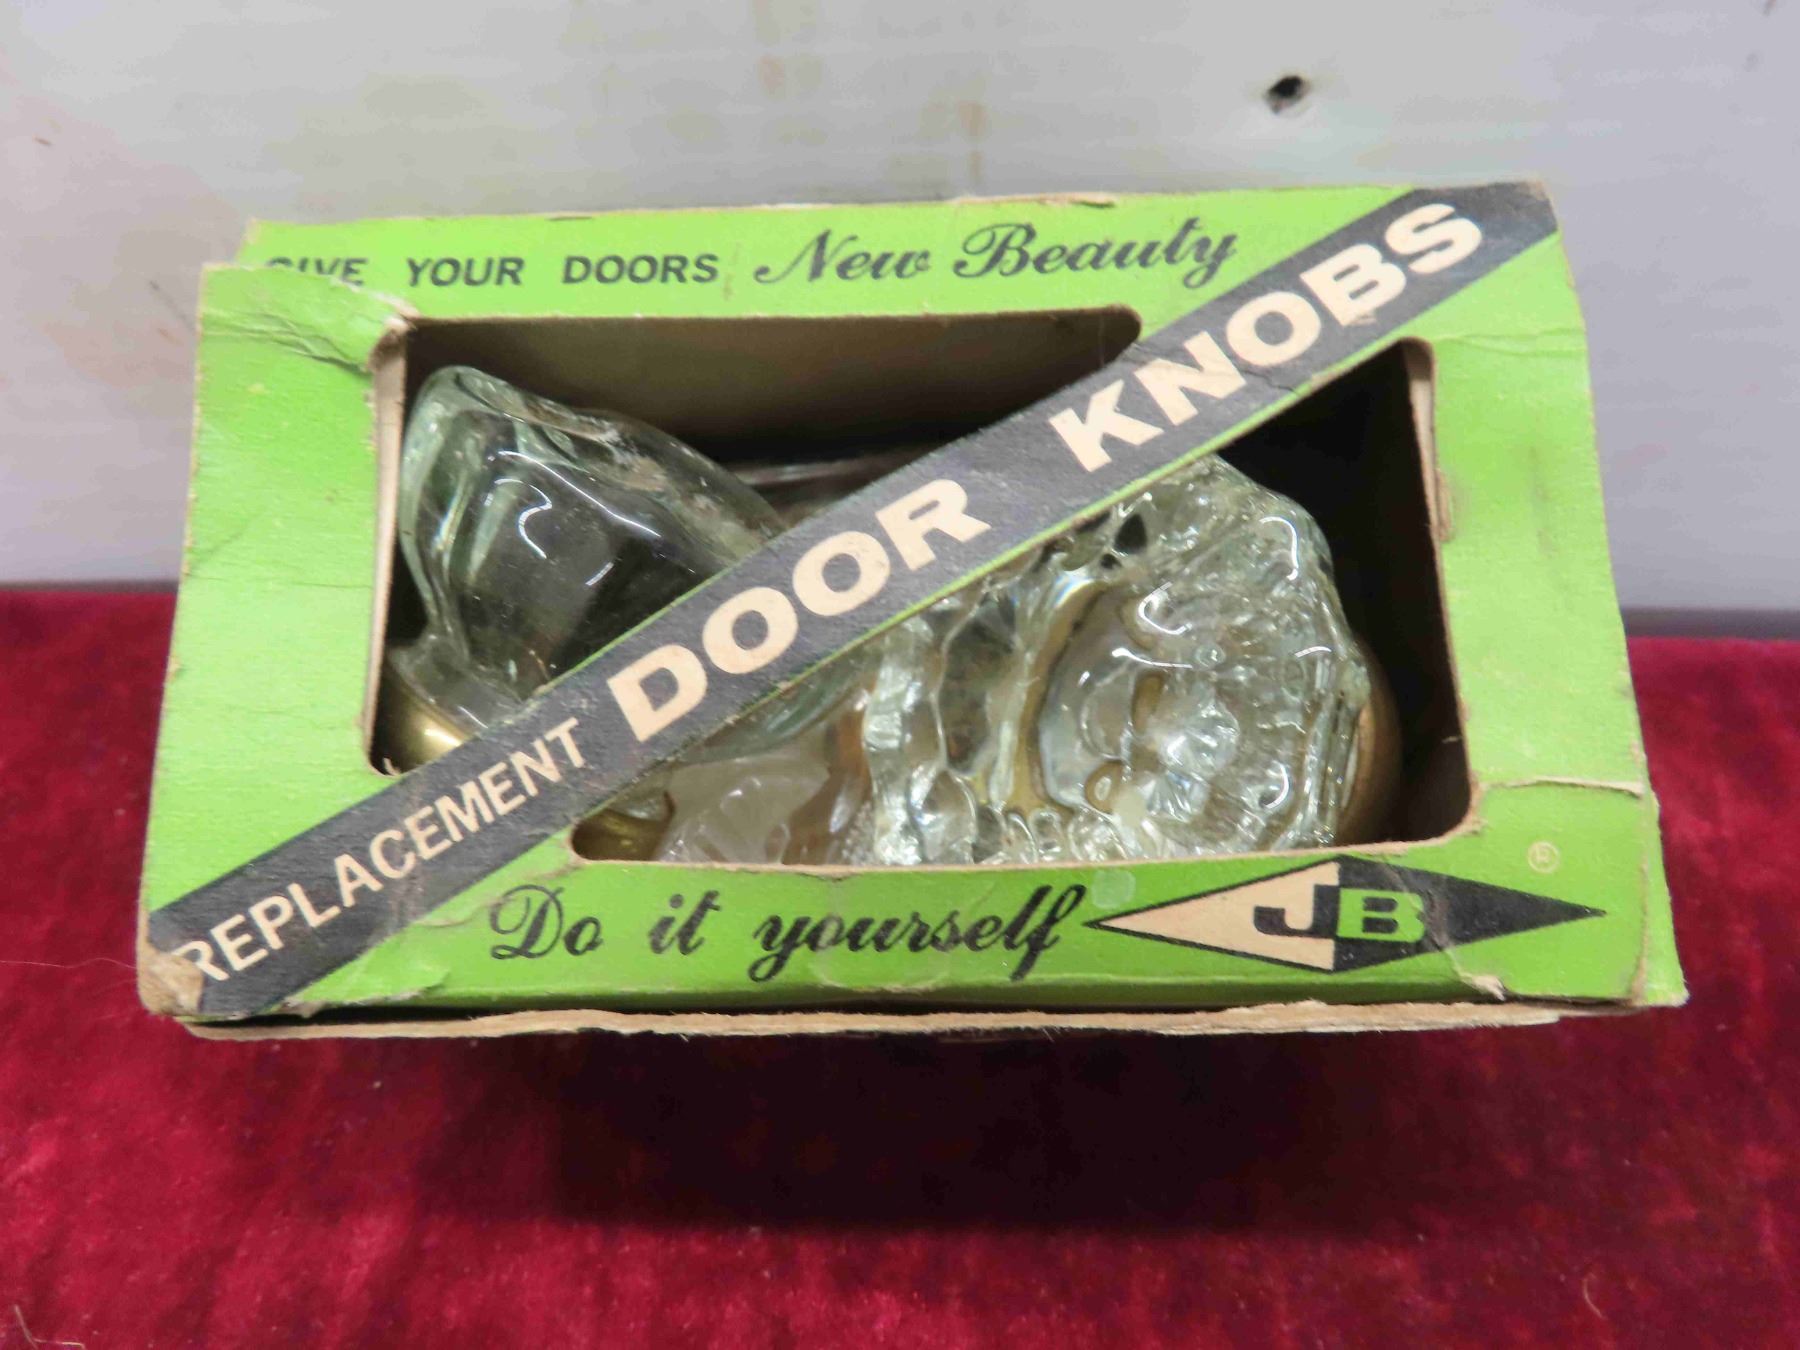 GIVE YOUR DOORS New Beauty
REPLACEMENT DOOR KNOBS
Do it yourself JB ®